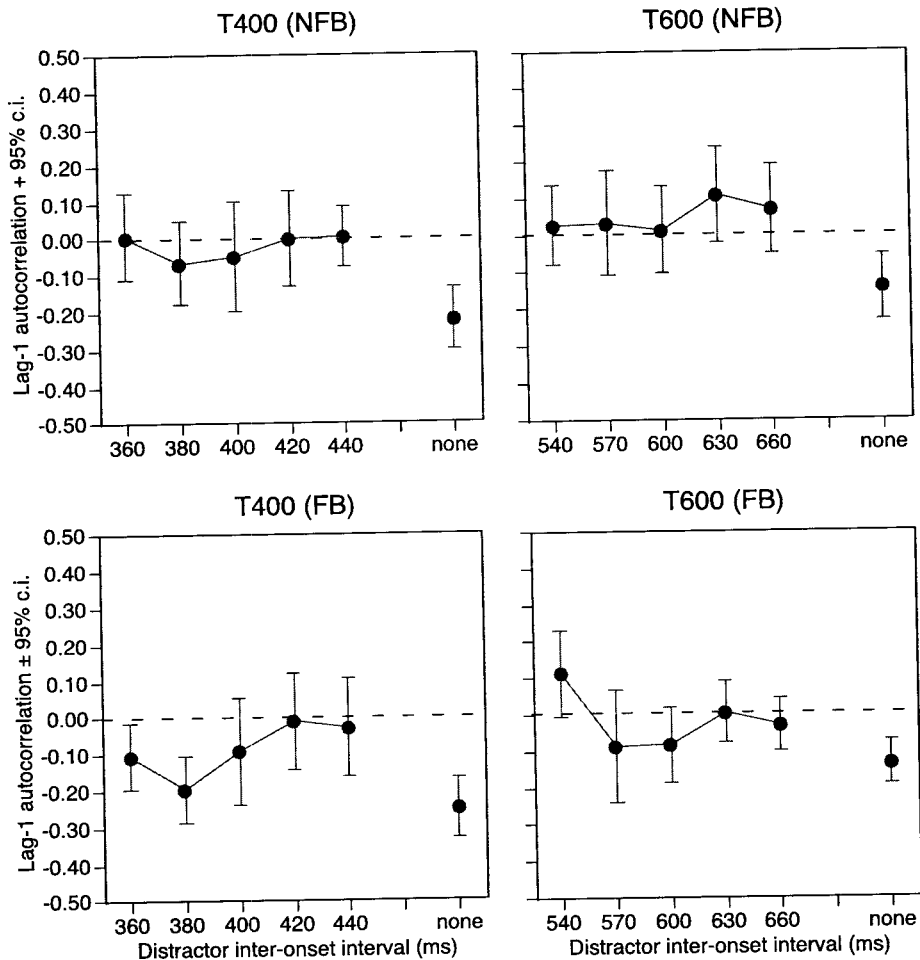 T400 (NFB)
T600 (NFB)
Lag-1 autocorrelation + 95% c.i.
0.50
0.40
0.30
0.20
0.10
0.00
-0.10
-0.20
-0.30
-0.40
-0.50
360 380 400 420 440 none
540 570 600 630 660 none
T400 (FB)
T600 (FB)
Lag-1 autocorrelation ± 95% c.i.
0.50
0.40
0.30
0.20
0.10
0.00
-0.10
-0.20
-0.30
-0.40
-0.50
360 380 400 420 440 none
540 570 600 630 660 none
Distractor inter-onset interval (ms)
Distractor inter-onset interval (ms)